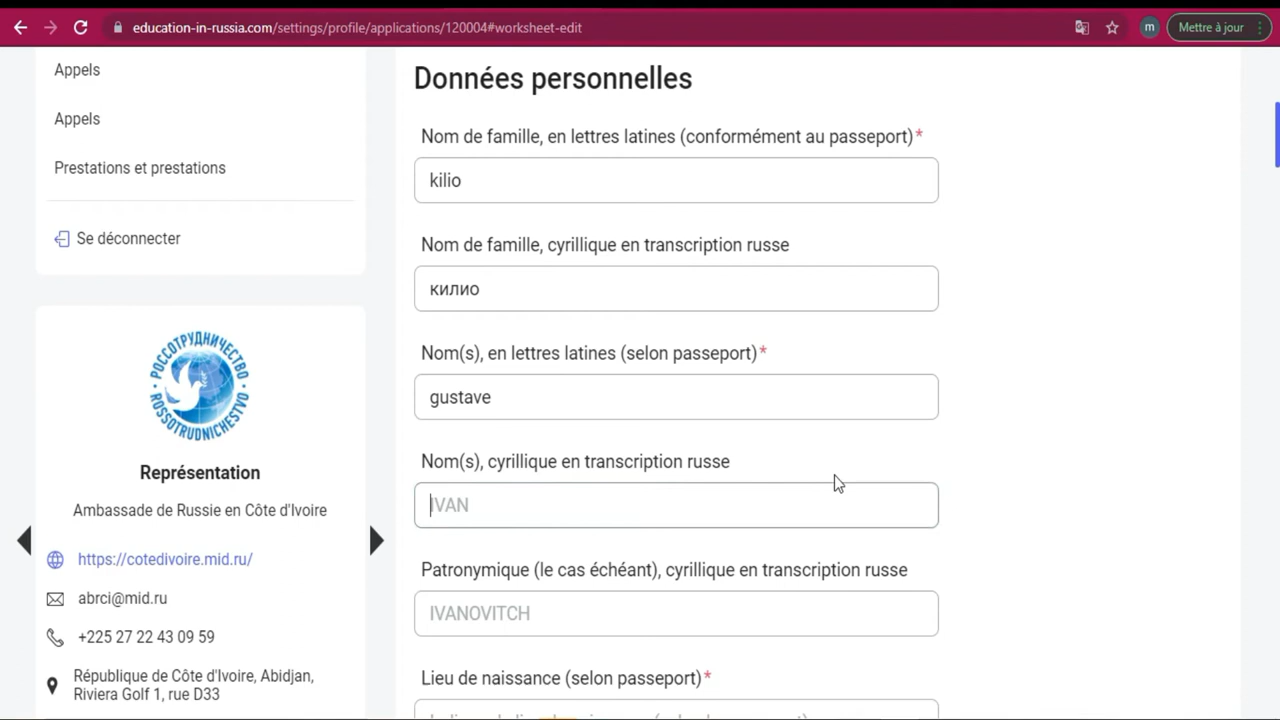 education-in-russia.com/settings/profile/applications/120004#worksheet-edit
m
Mettre à jour
Appels
Appels
Prestations et prestations
Se déconnecter
РОССОТРУДНИЧЕСТВО
ROSSOTRUDNICHESTVO
Représentation
Ambassade de Russie en Côte d'Ivoire
https://cotedivoire.mid.ru/
abrci@mid.ru
+225 27 22 43 09 59
République de Côte d'Ivoire, Abidjan,
Riviera Golf 1, rue D33
Données personnelles
Nom de famille, en lettres latines (conformément au passeport)*
kilio
Nom de famille, cyrillique en transcription russe
килио
Nom(s), en lettres latines (selon passeport)*
gustave
Nom(s), cyrillique en transcription russe
IVAN
Patronymique (le cas échéant), cyrillique en transcription russe
IVANOVITCH
Lieu de naissance (selon passeport)*